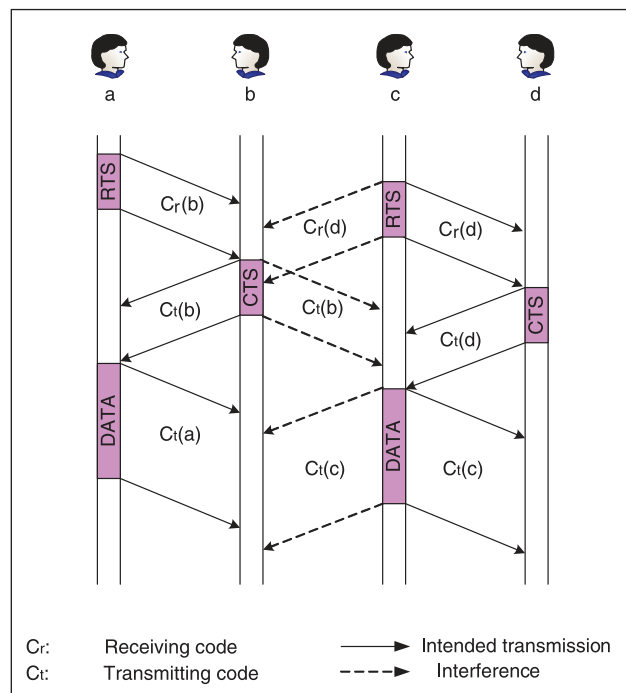 a b c d
RTS
RTS
Cr(b)
Cr(d)
Cr(d)
CTS
CTS
Ct(b)
Ct(b)
Ct(d)
DATA
DATA
Ct(a)
Ct(c)
Ct(c)
Cr: Receiving code Intended transmission
Ct: Transmitting code Interference